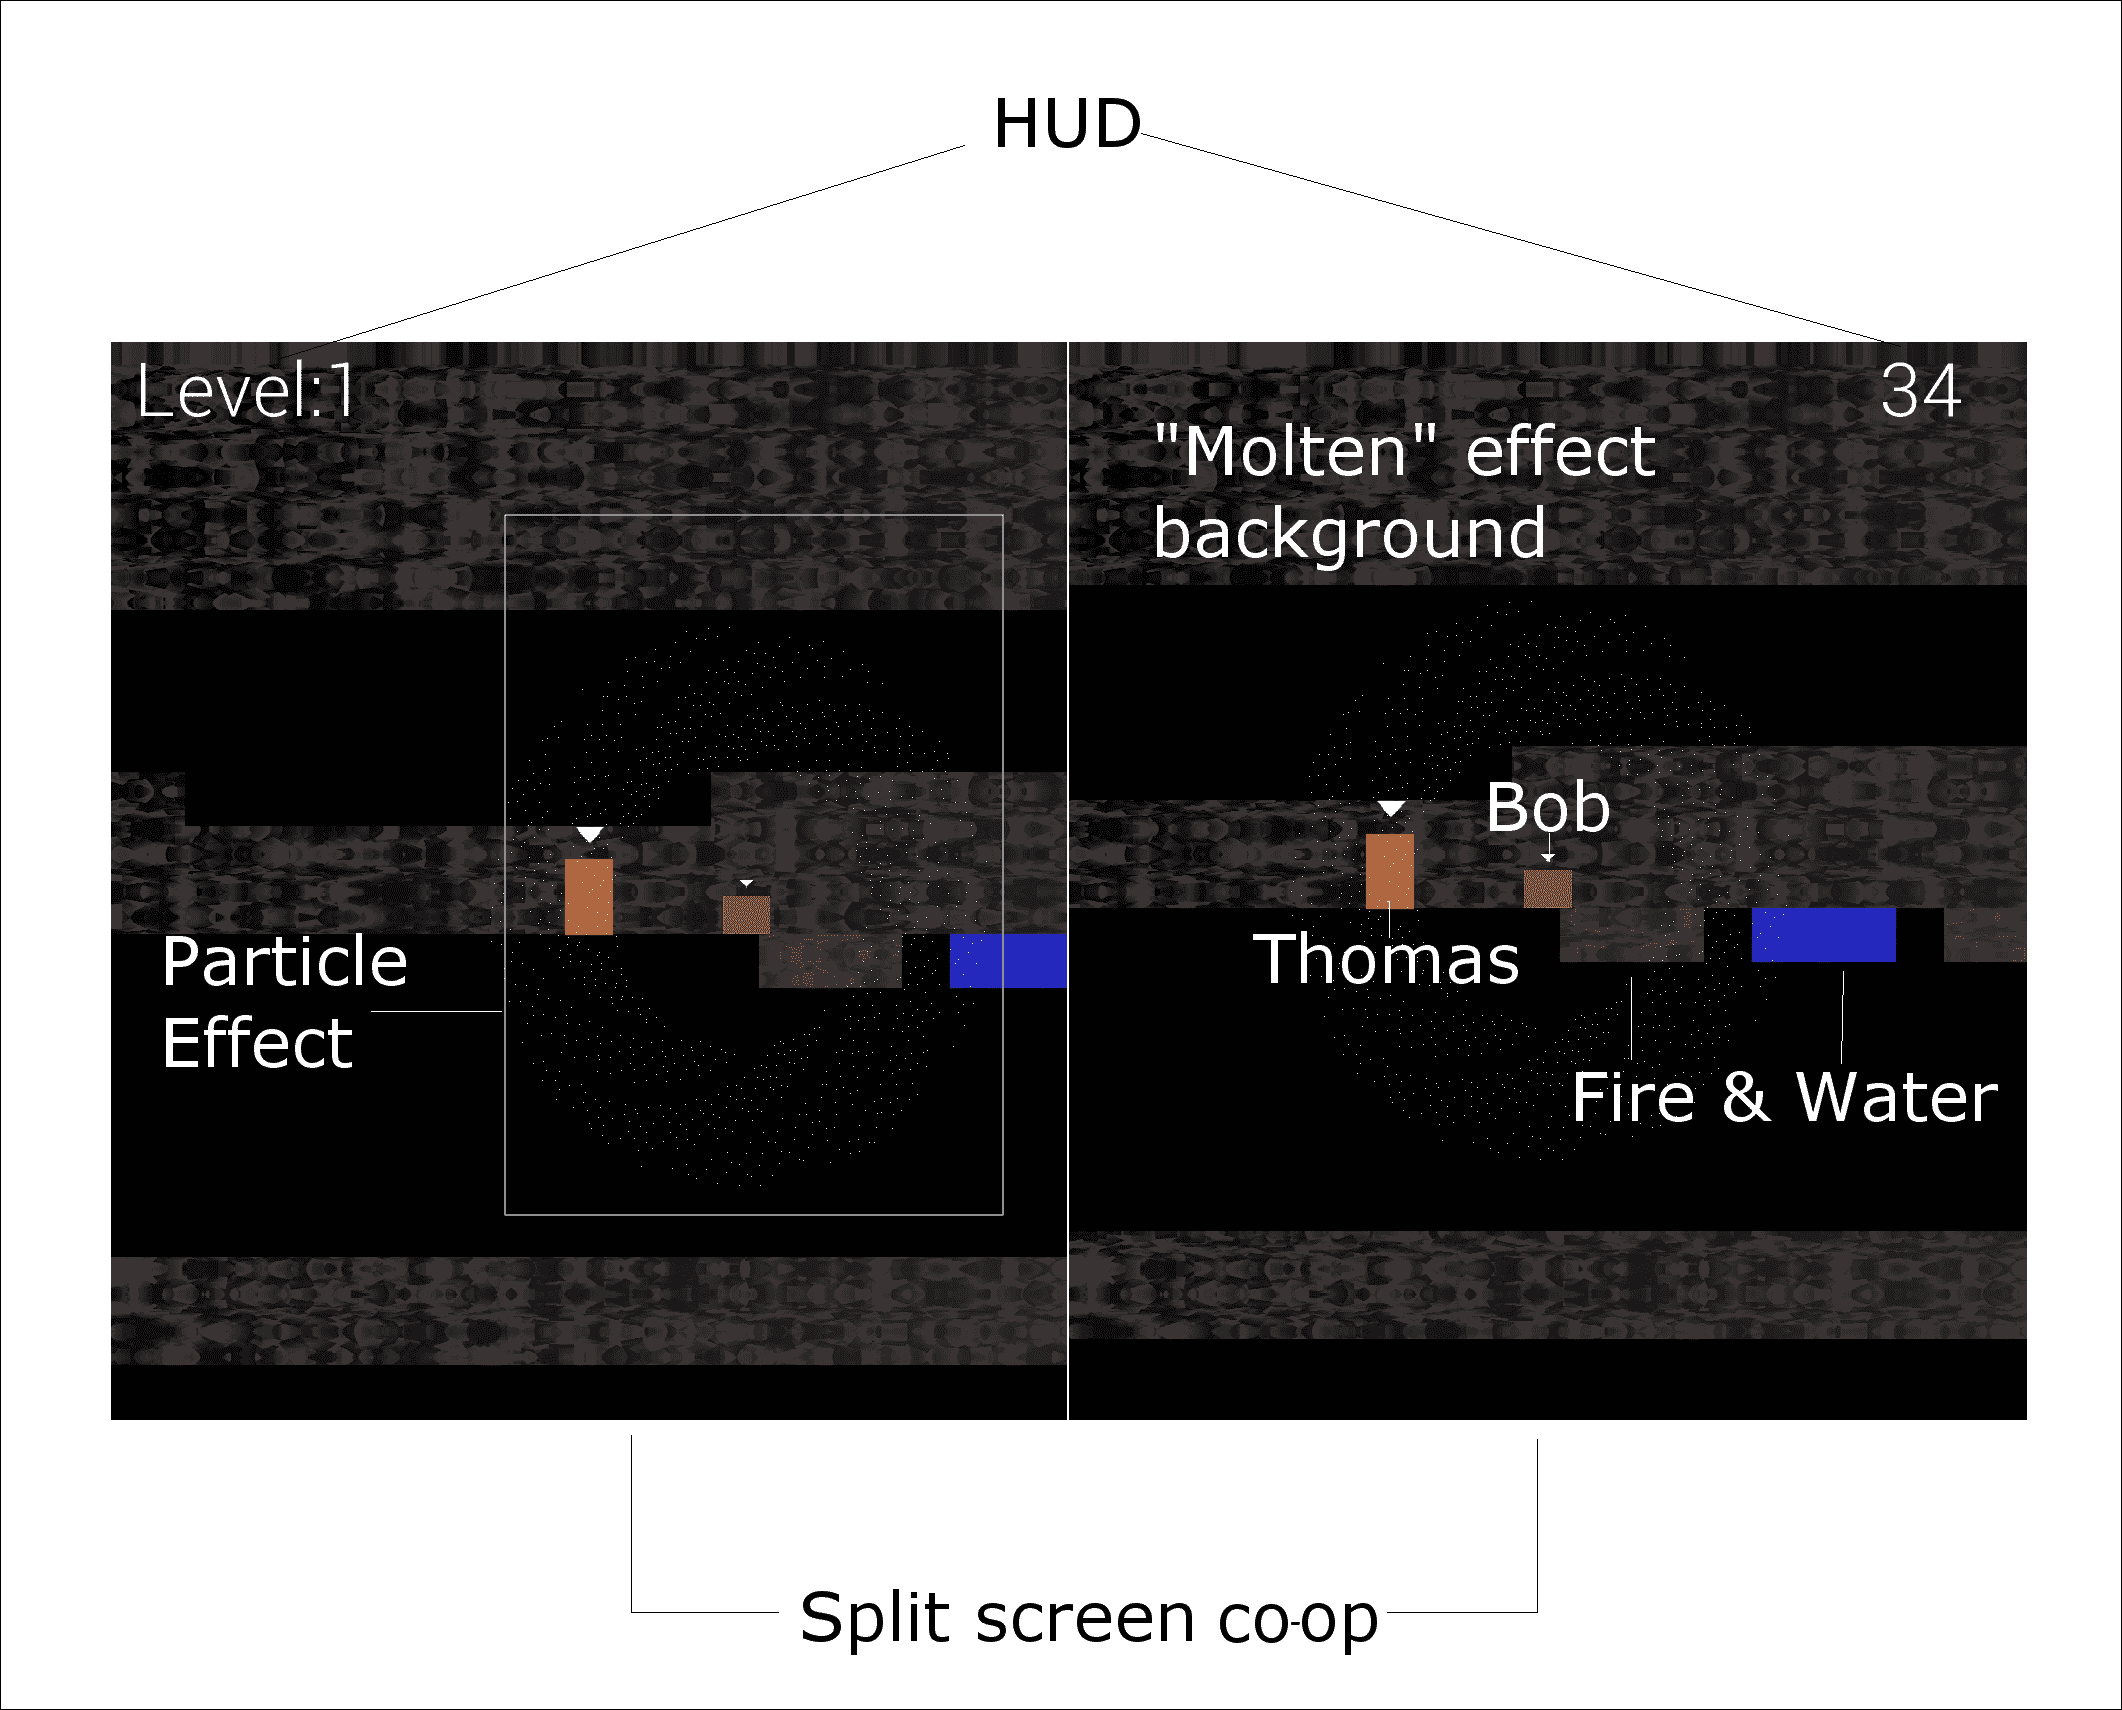 HUD
Level:1
34
"Molten" effect
background
Bob
Particle
Effect
Thomas
Fire & Water
Split screen co-op